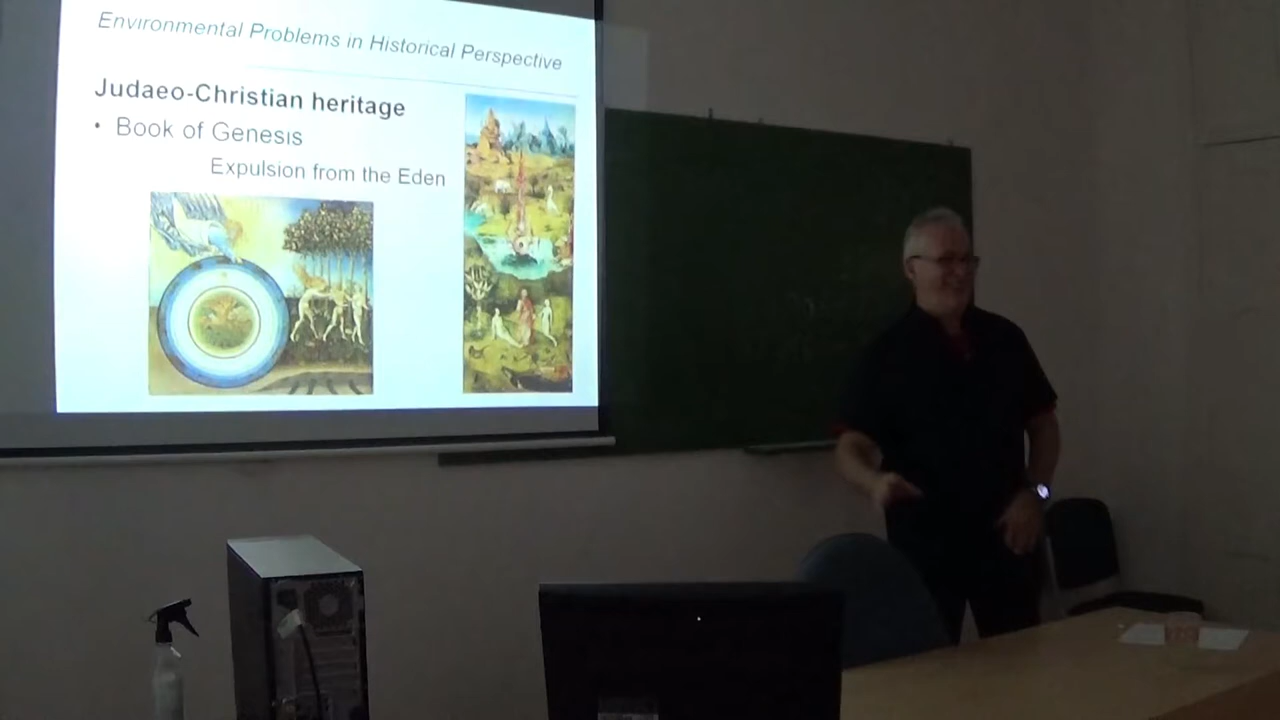 Environmental Problems in Historical Perspective
Judaeo-Christian heritage
• Book of Genesis
Expulsion from the Eden